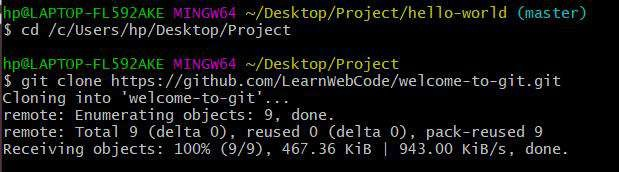 hp@LAPTOP-FL592AKE MINGW64 ~/Desktop/Project/hello-world (master)
$ cd /c/Users/hp/Desktop/Project
hp@LAPTOP-FL592AKE MINGW64 ~/Desktop/Project
$ git clone https://github.com/LearnWebCode/welcome-to-git.git
Cloning into 'welcome-to-git'...
remote: Enumerating objects: 9, done.
remote: Total 9 (delta 0), reused 0 (delta 0), pack-reused 9
Receiving objects: 100% (9/9), 467.36 KiB | 943.00 KiB/s, done.